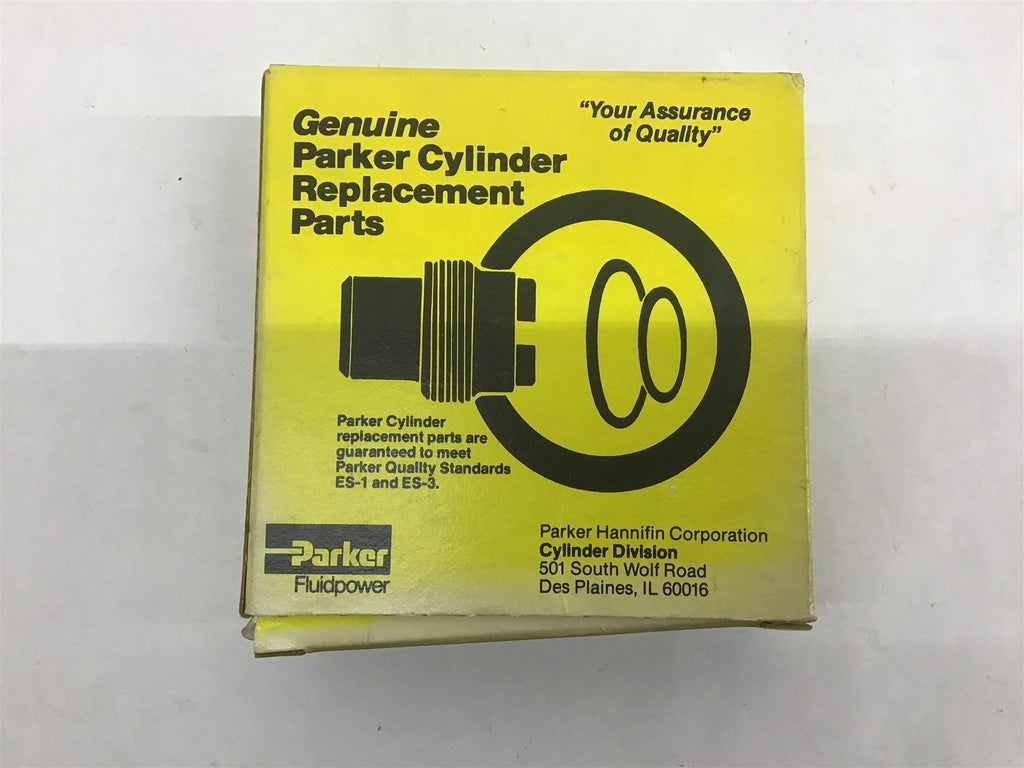 Genuine
Parker Cylinder
Replacement
Parts
"Your Assurance
of Quality"
Parker Cylinder
replacement parts are
guaranteed to meet
Parker Quality Standards
ES-1 and ES-3.
Parker
Fluidpower
Parker Hannifin Corporation
Cylinder Division
501 South Wolf Road
Des Plaines, IL 60016